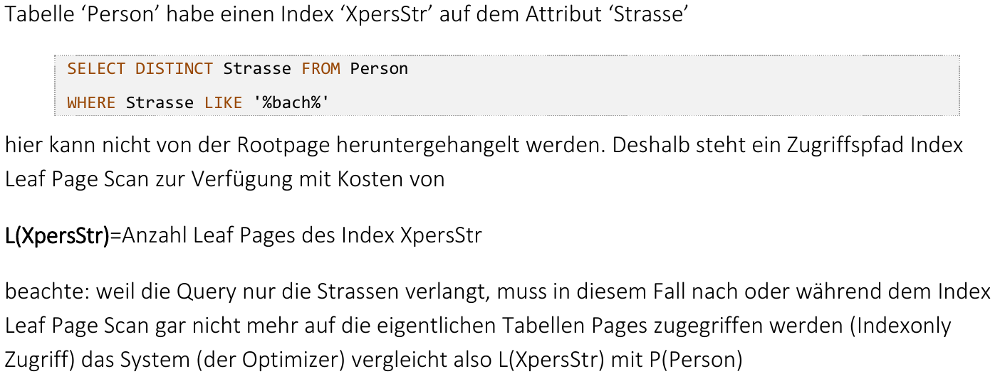 Tabelle ‘Person’ habe einen Index ‘XpersStr’ auf dem Attribut ‘Strasse’
SELECT DISTINCT Strasse FROM Person
WHERE Strasse LIKE '%bach%'
hier kann nicht von der Rootpage heruntergehangelt werden. Deshalb steht ein Zugriffspfad Index
Leaf Page Scan zur Verfügung mit Kosten von
L(XpersStr)=Anzahl Leaf Pages des Index XpersStr
beachte: weil die Query nur die Strassen verlangt, muss in diesem Fall nach oder während dem Index
Leaf Page Scan gar nicht mehr auf die eigentlichen Tabellen Pages zugegriffen werden (Indexonly
Zugriff) das System (der Optimizer) vergleicht also L(XpersStr) mit P(Person)